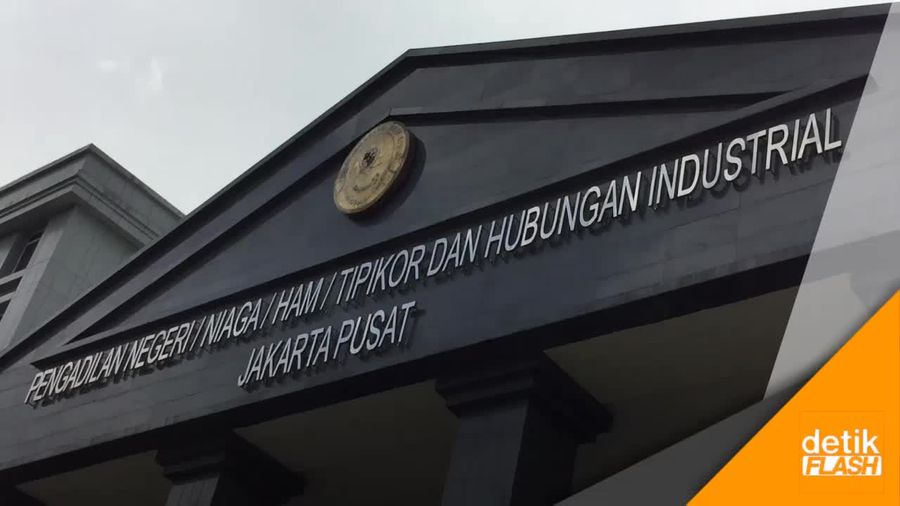 PENGADILAN NEGERI / NIAGA / HAM / TIPIKOR DAN HUBUNGAN INDUSTRIAL
JAKARTA PUSAT
detik
FLASH